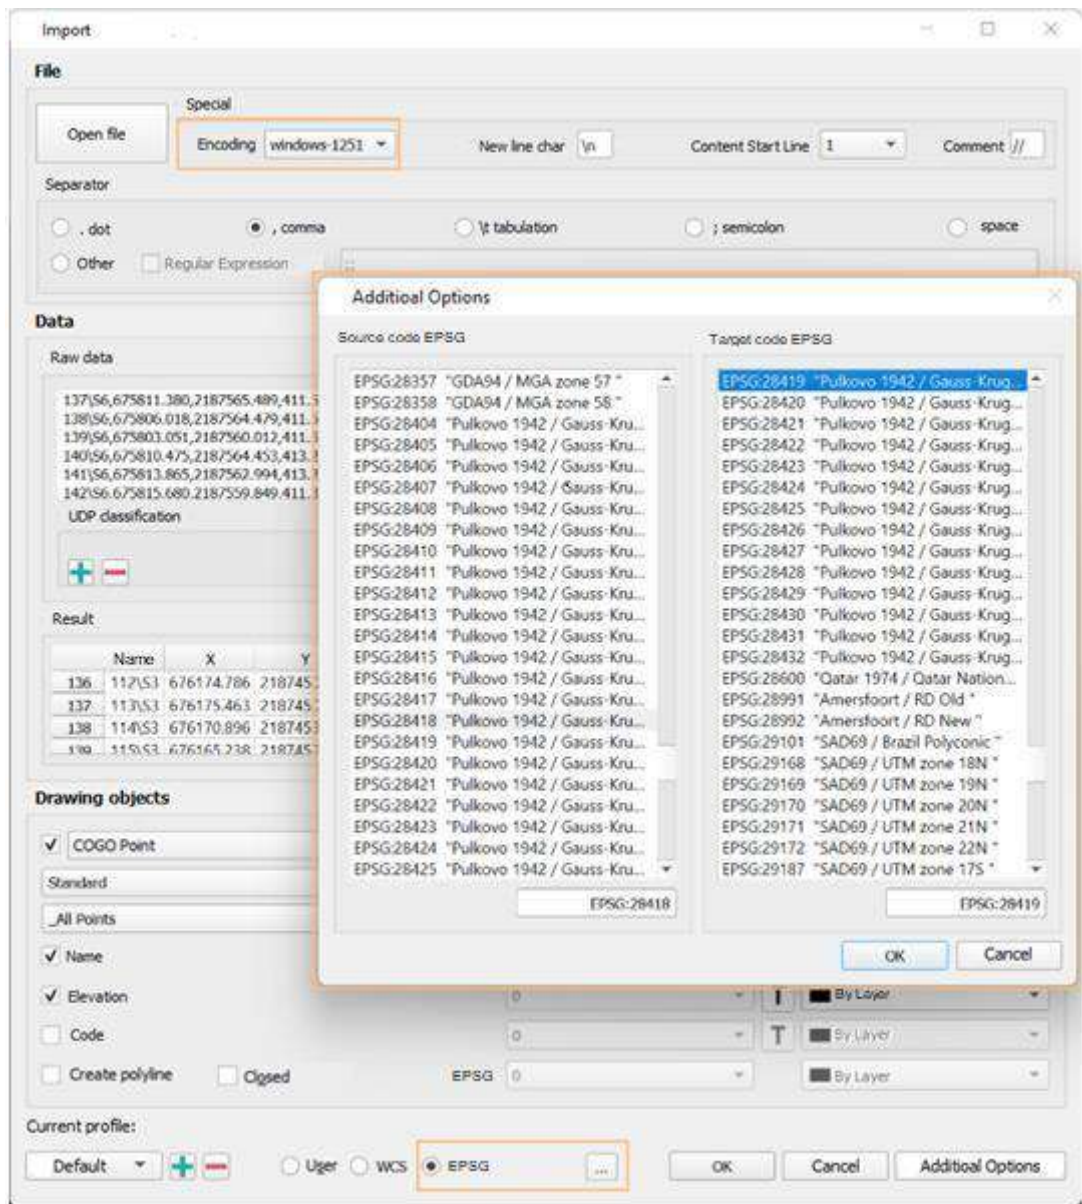 Import
File
Special
Open file
Encoding windows-1251
New line char \n
Content Start Line 1
Comment //
Separator
. dot
, comma
\t tabulation
; semicolon
space
Other
Regular Expression
Data
Raw data
137\S6,675811.380,2187565.489,411.
138\S6,675806.018,2187564.479,411.
139\S6,675803.051,2187560.012,411.
140\S6,675810.475,2187564.453,413.
141\S6,675813.865,2187562.994,413.
142\S6.675815.680.2187559.849.411.
UDP classification
Result
Name X Y
136 112\S3 676174.786 218745
137 113\S3 676175.463 218745
138 114\S3 676170.896 218745
139 115\S3 676165.238 218745
Drawing objects
COGO Point
Standard
_All Points
Name
Elevation
0
By Layer
Code
0
T
By Layer
Create polyline
Closed
EPSG 0
By Layer
Current profile:
Default
User
WCS
EPSG
...
OK
Cancel
Additioal Options
Additioal Options
Source code EPSG
EPSG:28357 "GDA94 / MGA zone 57 "
EPSG:28358 "GDA94 / MGA zone 58 "
EPSG:28404 "Pulkovo 1942 / Gauss-Kru...
EPSG:28405 "Pulkovo 1942 / Gauss-Kru...
EPSG:28406 "Pulkovo 1942 / Gauss-Kru...
EPSG:28407 "Pulkovo 1942 / Gauss-Kru...
EPSG:28408 "Pulkovo 1942 / Gauss-Kru...
EPSG:28409 "Pulkovo 1942 / Gauss-Kru...
EPSG:28410 "Pulkovo 1942 / Gauss-Kru...
EPSG:28411 "Pulkovo 1942 / Gauss-Kru...
EPSG:28412 "Pulkovo 1942 / Gauss-Kru...
EPSG:28413 "Pulkovo 1942 / Gauss-Kru...
EPSG:28414 "Pulkovo 1942 / Gauss-Kru...
EPSG:28415 "Pulkovo 1942 / Gauss-Kru...
EPSG:28416 "Pulkovo 1942 / Gauss-Kru...
EPSG:28417 "Pulkovo 1942 / Gauss-Kru...
EPSG:28418 "Pulkovo 1942 / Gauss-Kru...
EPSG:28419 "Pulkovo 1942 / Gauss-Kru...
EPSG:28420 "Pulkovo 1942 / Gauss-Kru...
EPSG:28421 "Pulkovo 1942 / Gauss-Kru...
EPSG:28422 "Pulkovo 1942 / Gauss-Kru...
EPSG:28423 "Pulkovo 1942 / Gauss-Kru...
EPSG:28424 "Pulkovo 1942 / Gauss-Kru...
EPSG:28425 "Pulkovo 1942 / Gauss-Kru...
EPSG:28418
Target code EPSG
EPSG:28419 "Pulkovo 1942 / Gauss-Krug...
EPSG:28420 "Pulkovo 1942 / Gauss-Krug...
EPSG:28421 "Pulkovo 1942 / Gauss-Krug...
EPSG:28422 "Pulkovo 1942 / Gauss-Krug...
EPSG:28423 "Pulkovo 1942 / Gauss-Krug...
EPSG:28424 "Pulkovo 1942 / Gauss-Krug...
EPSG:28425 "Pulkovo 1942 / Gauss-Krug...
EPSG:28426 "Pulkovo 1942 / Gauss-Krug...
EPSG:28427 "Pulkovo 1942 / Gauss-Krug...
EPSG:28428 "Pulkovo 1942 / Gauss-Krug...
EPSG:28429 "Pulkovo 1942 / Gauss-Krug...
EPSG:28430 "Pulkovo 1942 / Gauss-Krug...
EPSG:28431 "Pulkovo 1942 / Gauss-Krug...
EPSG:28432 "Pulkovo 1942 / Gauss-Krug...
EPSG:28600 "Qatar 1974 / Qatar Nation...
EPSG:28991 "Amersfoort / RD Old "
EPSG:28992 "Amersfoort / RD New "
EPSG:29101 "SAD69 / Brazil Polyconic "
EPSG:29168 "SAD69 / UTM zone 18N "
EPSG:29169 "SAD69 / UTM zone 19N "
EPSG:29170 "SAD69 / UTM zone 20N "
EPSG:29171 "SAD69 / UTM zone 21N "
EPSG:29172 "SAD69 / UTM zone 22N "
EPSG:29187 "SAD69 / UTM zone 17S "
EPSG:28419
OK
Cancel